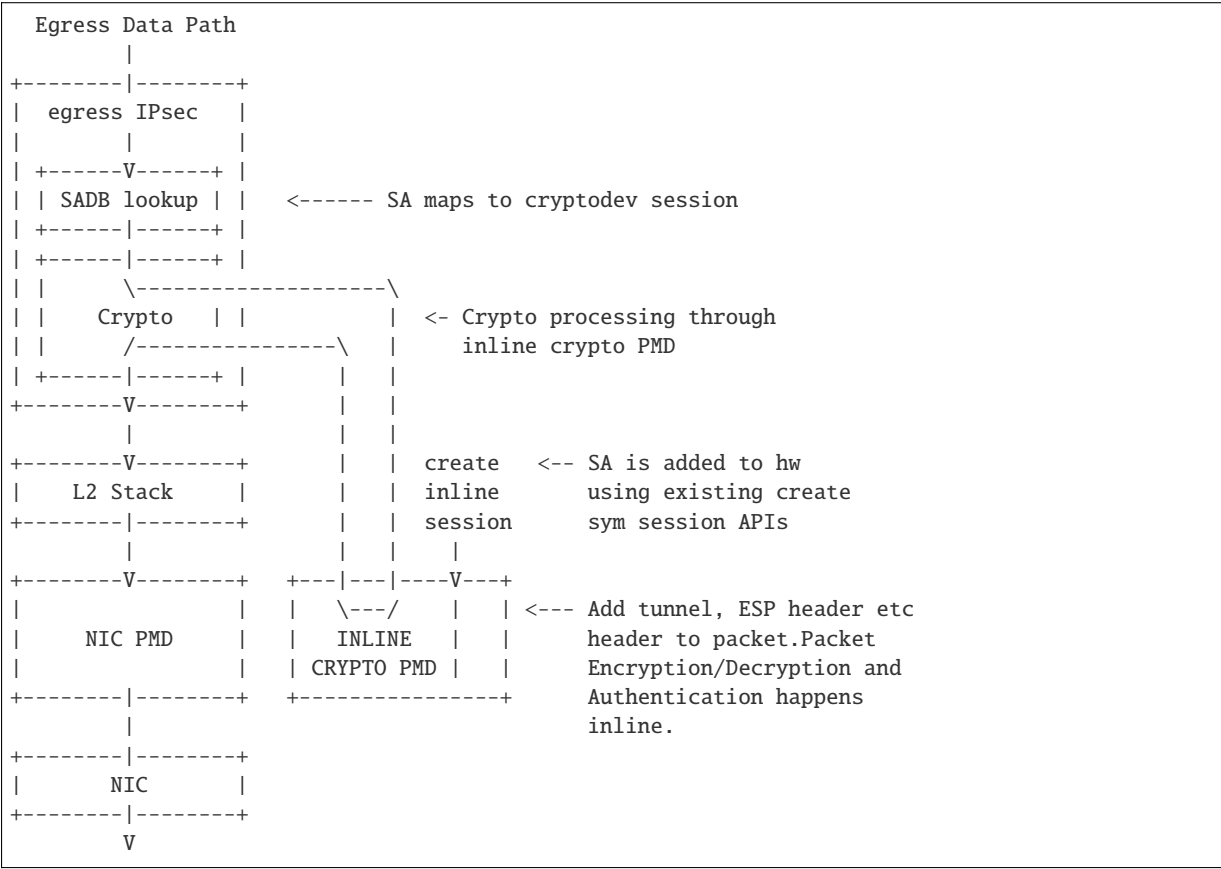 Egress Data Path
         |
+--------|--------+
|  egress IPsec   |
|        |        |
| +------V------+ |
| | SADB lookup | |   <------ SA maps to cryptodev session
| +------|------+ |
| +------|------+ |
| |      \--------------------\
| |    Crypto   | |           |  <- Crypto processing through
| |      /----------------\   |     inline crypto PMD
| +------|------+ |       |   |
+--------V--------+       |   |
         |                |   |
+--------V--------+       |   |  create   <-- SA is added to hw
|    L2 Stack     |       |   |  inline       using existing create
+--------|--------+       |   |  session      sym session APIs
         |                |   |    |
+--------V--------+   +---|---|----V---+
|                 |   |   \---/    |   | <--- Add tunnel, ESP header etc
|     NIC PMD     |   |   INLINE   |   |      header to packet.Packet
|                 |   | CRYPTO PMD |   |      Encryption/Decryption and
+--------|--------+   +----------------+      Authentication happens
         |                                    inline.
+--------|--------+
|       NIC       |
+--------|--------+
         V